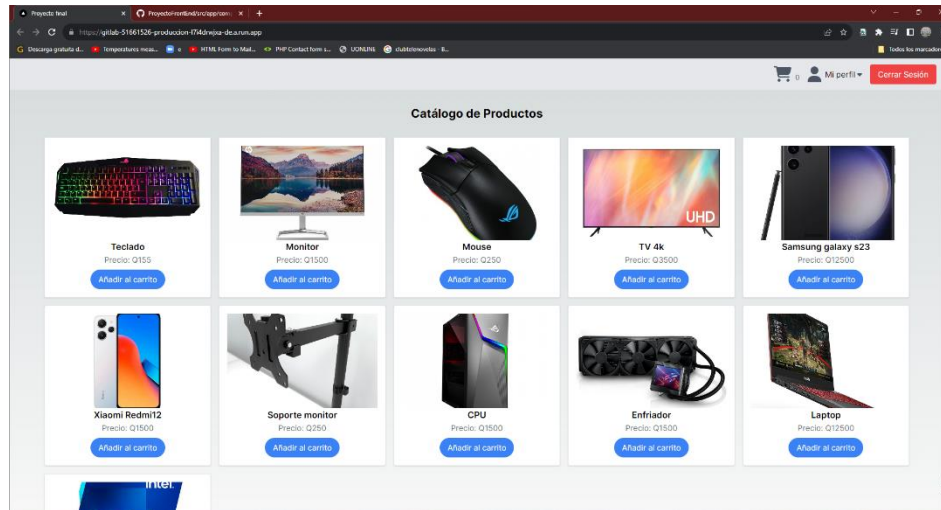 Proyecto final
ProyectoFrontEnd/src/app/com
https://gitlab-51661526-produccion-l7i4drwjxa-de.a.run.app
Descarga gratuita d...
Temperatures meas...
e
HTML Form to Mail...
PHP Contact form s...
UONLINE
clubtelenovelas - E...
Todos los marcadores
0
Mi perfil
Cerrar Sesión
Catálogo de Productos
UHD
Teclado
Monitor
Mouse
TV 4k
Samsung galaxy s23
Precio: Q155
Precio: Q1500
Precio: Q250
Precio: Q3500
Precio: Q12500
Añadir al carrito
Añadir al carrito
Añadir al carrito
Añadir al carrito
Añadir al carrito
Xiaomi Redmi12
Soporte monitor
CPU
Enfriador
Laptop
Precio: Q1500
Precio: Q250
Precio: Q1500
Precio: Q1500
Precio: Q12500
Añadir al carrito
Añadir al carrito
Añadir al carrito
Añadir al carrito
Añadir al carrito
intel